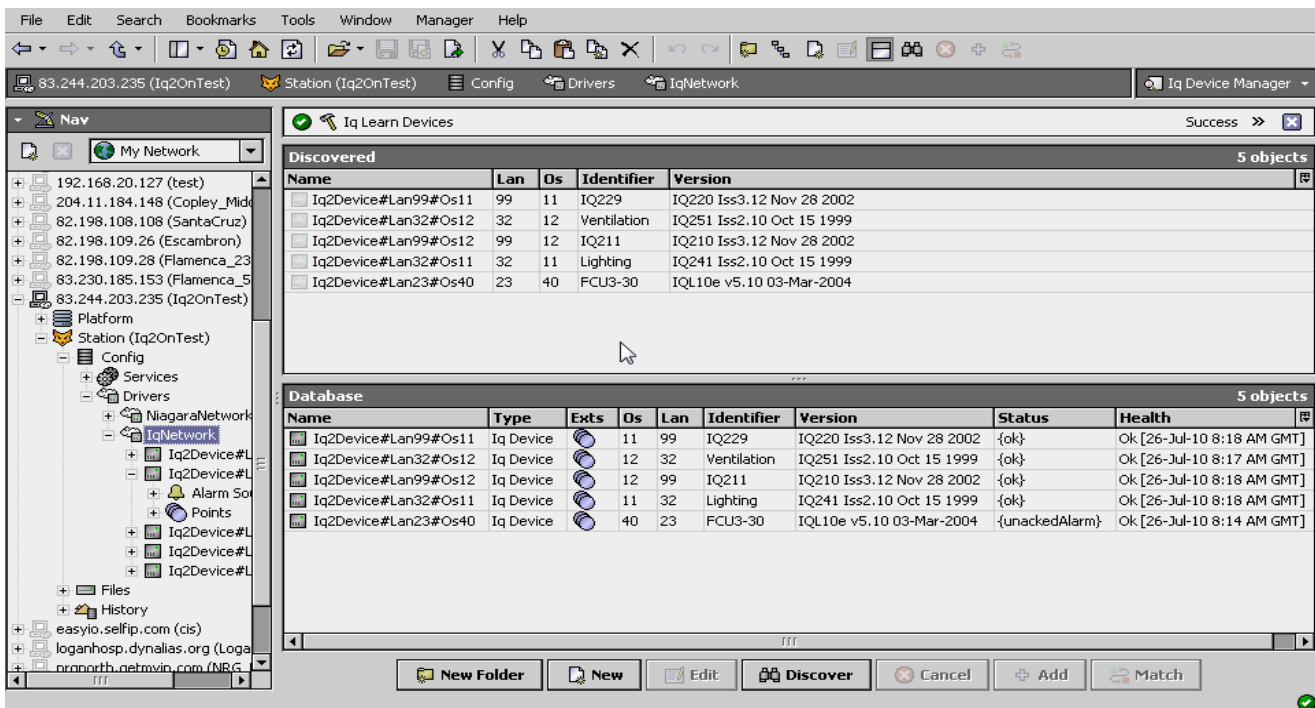 File Edit Search Bookmarks Tools Window Manager Help
83.244.203.235 (Iq2OnTest) Station (Iq2OnTest) Config Drivers IqNetwork Iq Device Manager
Nav
My Network
192.168.20.127 (test)
204.11.184.148 (Copley_Midd
82.198.108.108 (SantaCruz)
82.198.109.26 (Escambron)
82.198.109.28 (Flamenca_23
83.230.185.153 (Flamenca_5
83.244.203.235 (Iq2OnTest)
Platform
Station (Iq2OnTest)
Config
Services
Drivers
NiagaraNetwork
IqNetwork
Iq2Device#L
Iq2Device#L
Alarm Sou
Points
Iq2Device#L
Iq2Device#L
Iq2Device#L
Files
History
easyio.selfip.com (cis)
loganhosp.dynalias.org (Loga
Iq Learn Devices Success »
Discovered 5 objects
Name Lan Os Identifier Version
Iq2Device#Lan99#Os11 99 11 IQ229 IQ220 Iss3.12 Nov 28 2002
Iq2Device#Lan32#Os12 32 12 Ventilation IQ251 Iss2.10 Oct 15 1999
Iq2Device#Lan99#Os12 99 12 IQ211 IQ210 Iss3.12 Nov 28 2002
Iq2Device#Lan32#Os11 32 11 Lighting IQ241 Iss2.10 Oct 15 1999
Iq2Device#Lan23#Os40 23 40 FCU3-30 IQL10e v5.10 03-Mar-2004
Database 5 objects
Name Type Exts Os Lan Identifier Version Status Health
Iq2Device#Lan99#Os11 Iq Device 11 99 IQ229 IQ220 Iss3.12 Nov 28 2002 {ok} Ok [26-Jul-10 8:18 AM GMT]
Iq2Device#Lan32#Os12 Iq Device 12 32 Ventilation IQ251 Iss2.10 Oct 15 1999 {ok} Ok [26-Jul-10 8:17 AM GMT]
Iq2Device#Lan99#Os12 Iq Device 12 99 IQ211 IQ210 Iss3.12 Nov 28 2002 {ok} Ok [26-Jul-10 8:18 AM GMT]
Iq2Device#Lan32#Os11 Iq Device 11 32 Lighting IQ241 Iss2.10 Oct 15 1999 {ok} Ok [26-Jul-10 8:18 AM GMT]
Iq2Device#Lan23#Os40 Iq Device 40 23 FCU3-30 IQL10e v5.10 03-Mar-2004 {unackedAlarm} Ok [26-Jul-10 8:14 AM GMT]
New Folder New Edit Discover Cancel Add Match